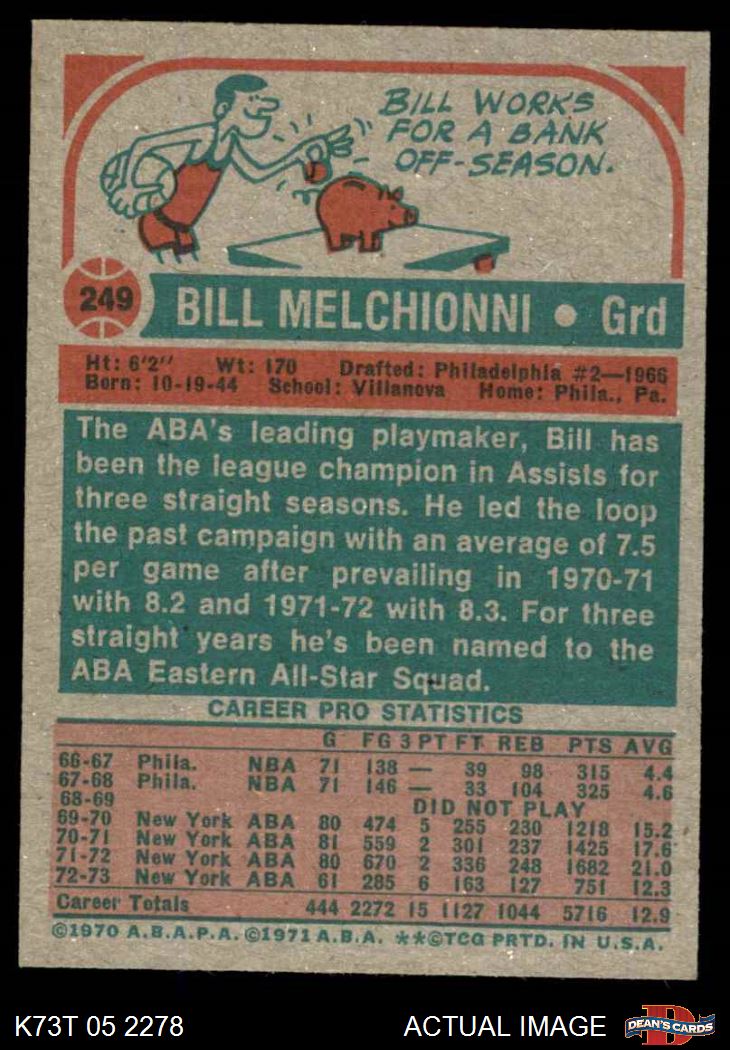 BILL WORKS
FOR A BANK
OFF-SEASON.
249 BILL MELCHIONNI • Grd
Ht: 6'2" Wt: 170 Drafted: Philadelphia #2—1966
Born: 10-19-44 School: Villanova Home: Phila., Pa.
The ABA's leading playmaker, Bill has
been the league champion in Assists for
three straight seasons. He led the loop
the past campaign with an average of 7.5
per game after prevailing in 1970-71
with 8.2 and 1971-72 with 8.3. For three
straight years he's been named to the
ABA Eastern All-Star Squad.
CAREER PRO STATISTICS
G FG 3 PT FT REB PTS AVG
66-67 Phila. NBA 71 138 — 39 98 315 4.4
67-68 Phila. NBA 71 146 — 33 104 325 4.6
68-69 DID NOT PLAY
69-70 New York ABA 80 474 5 255 230 1218 15.2
70-71 New York ABA 81 559 2 301 237 1425 17.6
71-72 New York ABA 80 670 2 336 248 1682 21.0
72-73 New York ABA 61 285 6 163 127 751 12.3
Career Totals 444 2272 15 1127 1044 5716 12.9
©1970 A.B.A.P.A. ©1971 A.B.A. **©TCG PRTD. IN U.S.A.
K73T 05 2278 ACTUAL IMAGE DEAN'S CARDS